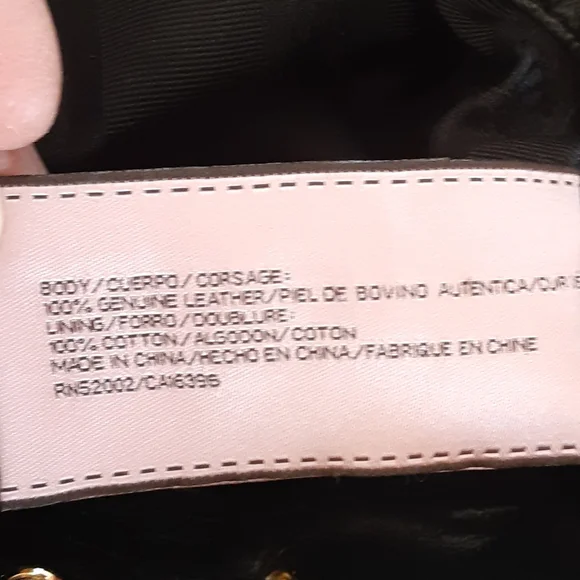 BODY/CUERPO/CORSAGE:
100% GENUINE LEATHER/PIEL DE BOVINO AUTÉNTICA/CUIR
LINING/FORRO/DOUBLURE:
100% COTTON/ALGODON/COTON
MADE IN CHINA/HECHO EN CHINA/FABRIQUE EN CHINE
RN52002/CA16396